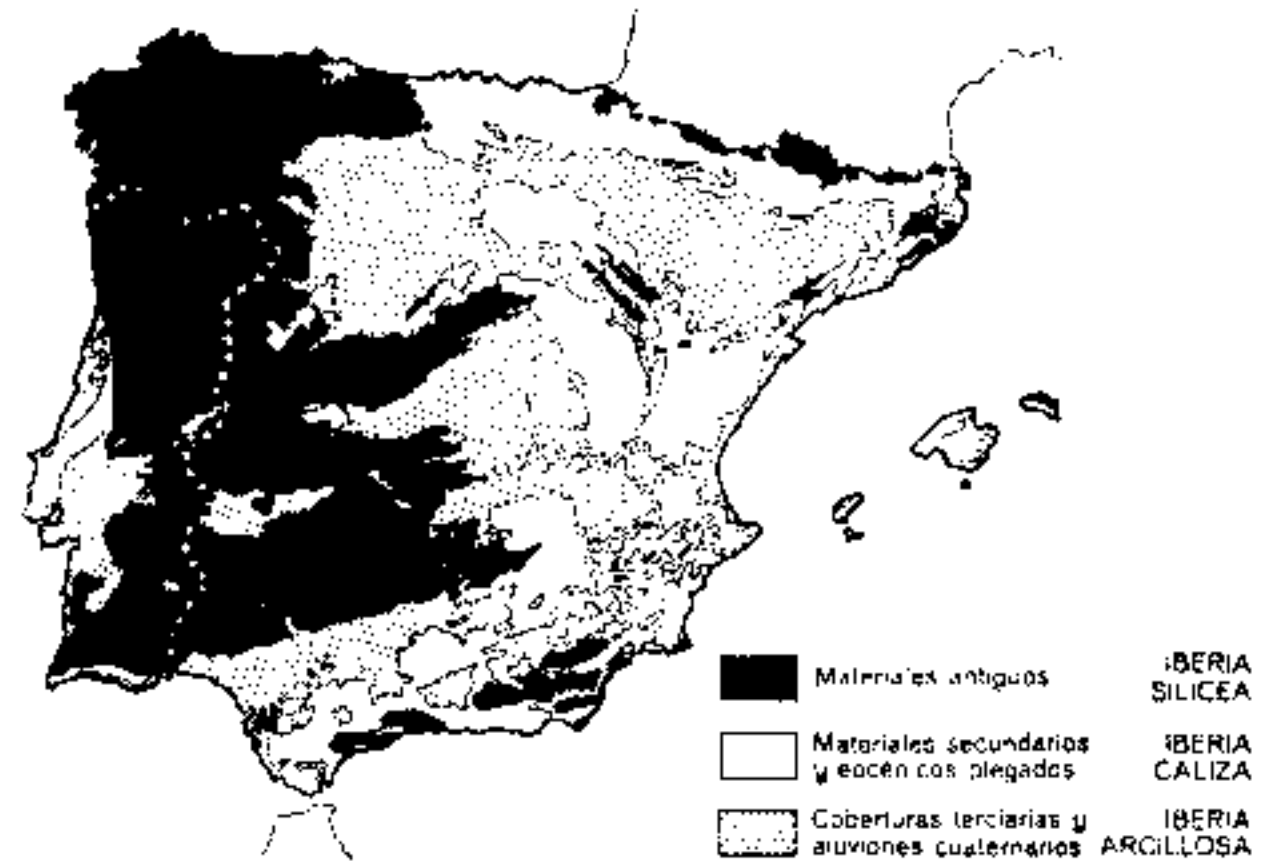 Materiales antiguos
IBERIA
SILICEA
Materiales secundarios
y eocénicos plegados
IBERIA
CALIZA
Coberturas terciarias y
aluviones cuaternarios
IBERIA
ARCILLOSA